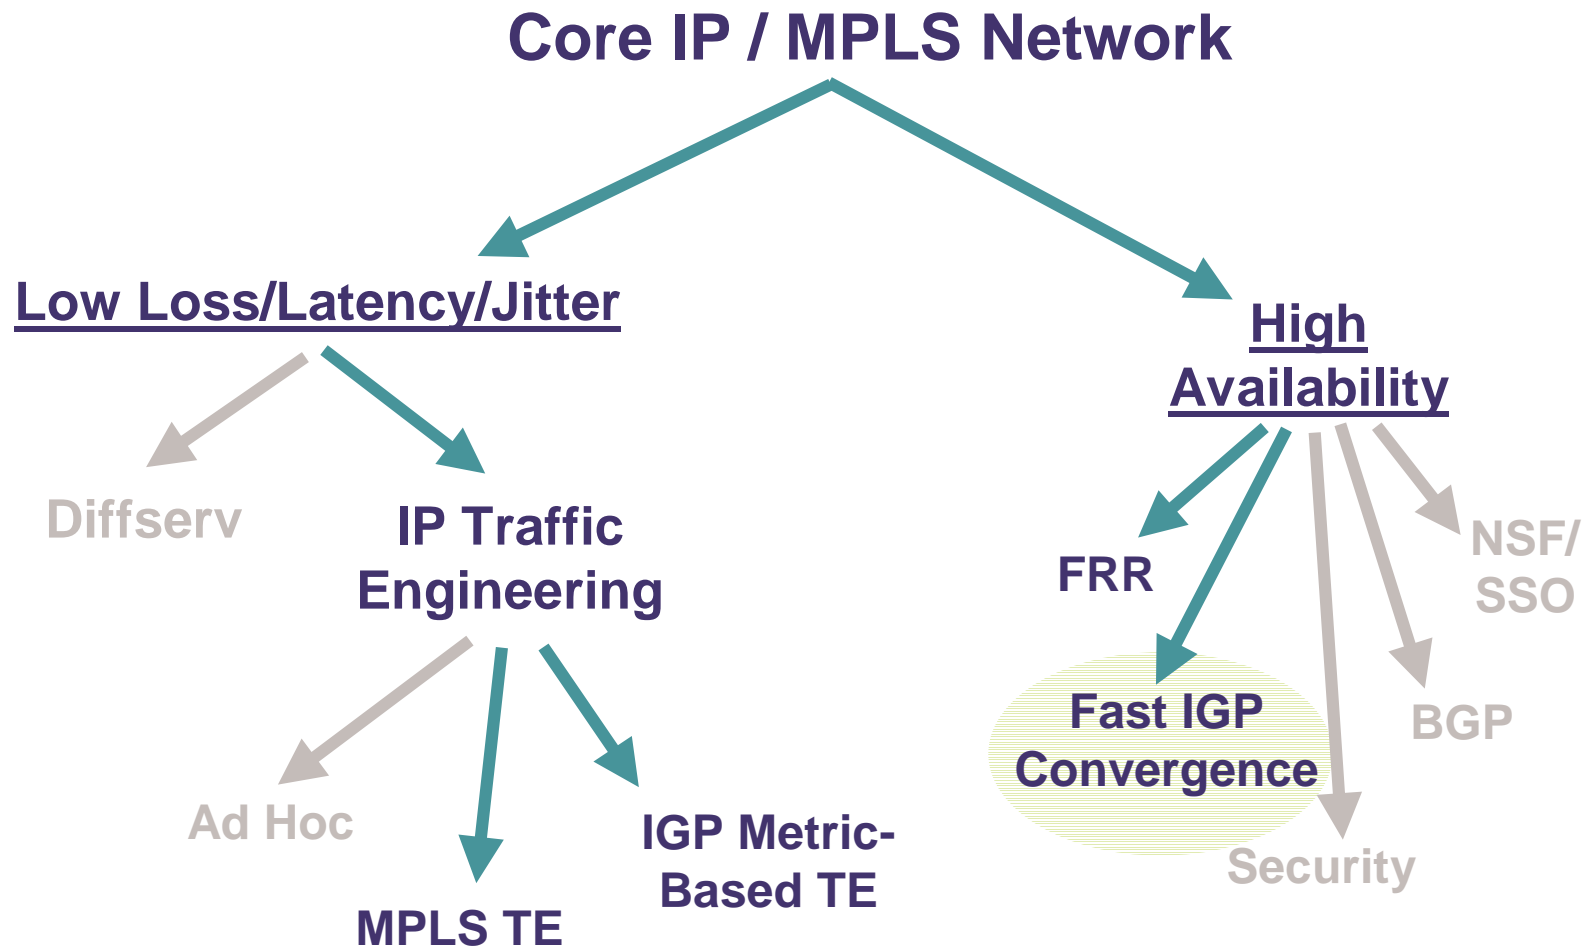 Core IP / MPLS Network
Low Loss/Latency/Jitter
High
Availability
Diffserv
IP Traffic
Engineering
FRR
NSF/
SSO
Fast IGP
Convergence
BGP
Ad Hoc
IGP Metric-
Based TE
Security
MPLS TE